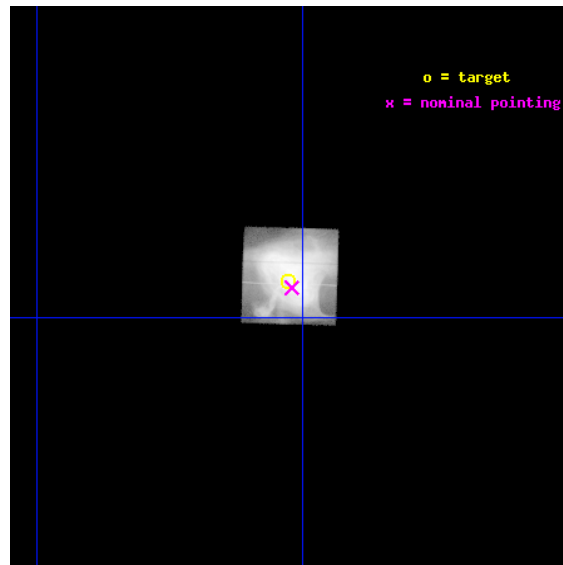 o = target
x = nominal pointing